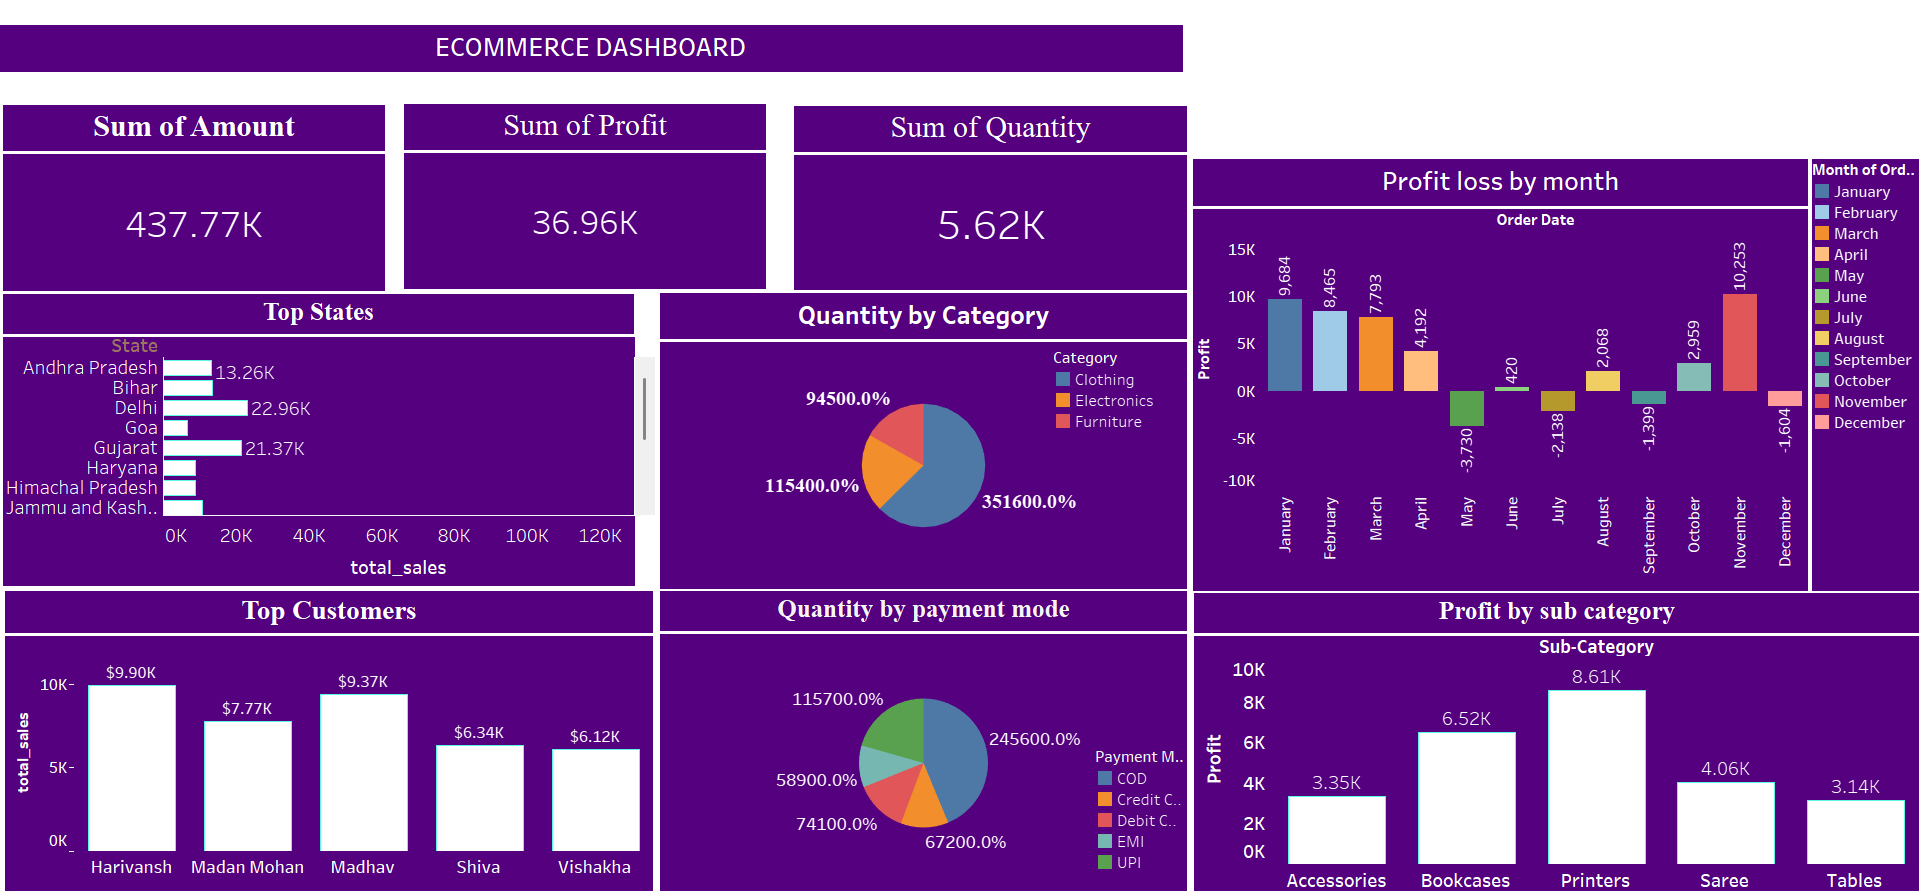 ECOMMERCE DASHBOARD
Sum of Amount
437.77K
Sum of Profit
36.96K
Sum of Quantity
5.62K
Top States
State
Andhra Pradesh
13.26K
Bihar
Delhi
22.96K
Goa
Gujarat
21.37K
Haryana
Himachal Pradesh
Jammu and Kash..
0K 20K 40K 60K 80K 100K 120K
total_sales
Quantity by Category
Category
Clothing
Electronics
Furniture
94500.0%
115400.0%
351600.0%
Profit loss by month
Order Date
Profit
15K
10K
5K
0K
-5K
-10K
9,684
8,465
7,793
4,192
-3,730
420
-2,138
2,068
-1,399
2,959
10,253
-1,604
January
February
March
April
May
June
July
August
September
October
November
December
Month of Ord..
January
February
March
April
May
June
July
August
September
October
November
December
Top Customers
total_sales
10K
5K
0K
$9.90K
$7.77K
$9.37K
$6.34K
$6.12K
Harivansh
Madan Mohan
Madhav
Shiva
Vishakha
Quantity by payment mode
115700.0%
245600.0%
58900.0%
74100.0%
67200.0%
Payment M..
COD
Credit C..
Debit C..
EMI
UPI
Profit by sub category
Sub-Category
Profit
10K
8K
6K
4K
2K
0K
3.35K
6.52K
8.61K
4.06K
3.14K
Accessories
Bookcases
Printers
Saree
Tables